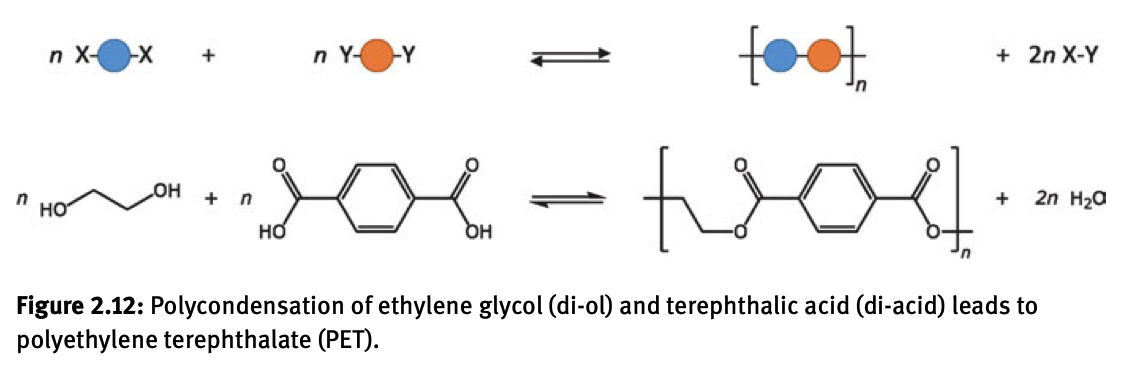 n X- -X + n Y- -Y n + 2n X-Y
n HO OH + n O HO O OH O O O O n + 2n H₂O
Figure 2.12: Polycondensation of ethylene glycol (di-ol) and terephthalic acid (di-acid) leads to
polyethylene terephthalate (PET).